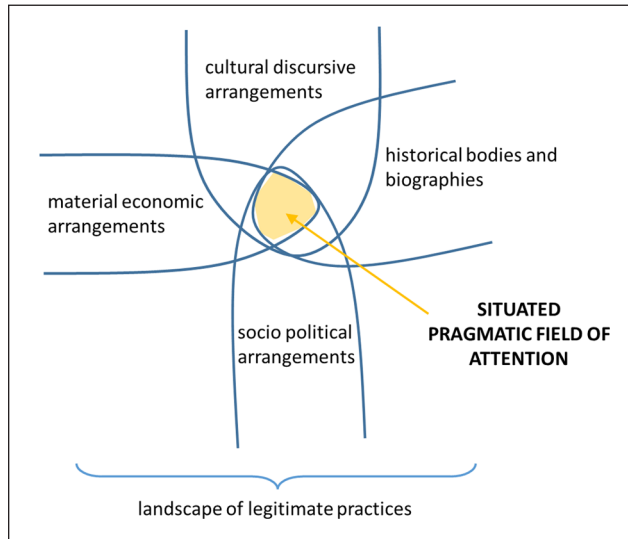 cultural discursive
arrangements
historical bodies and
biographies
material economic
arrangements
SITUATED
PRAGMATIC FIELD OF
ATTENTION
socio political
arrangements
landscape of legitimate practices